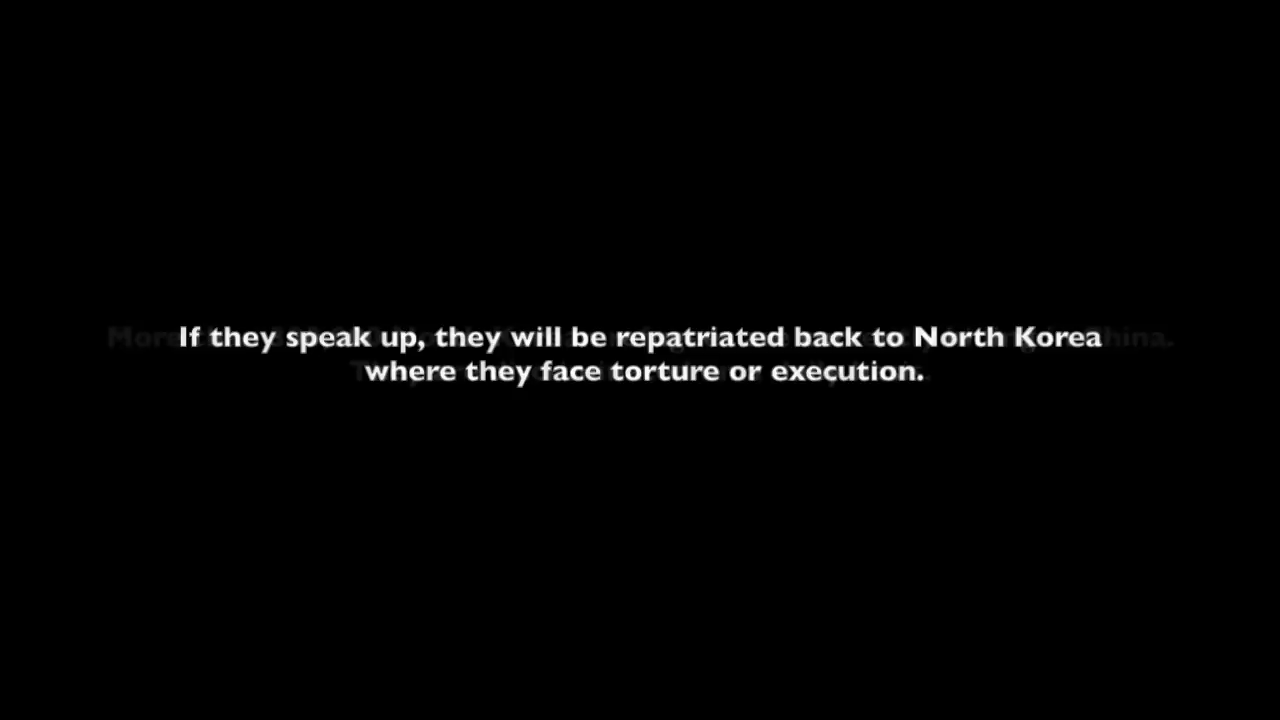 If they speak up, they will be repatriated back to North Korea
where they face torture or execution.